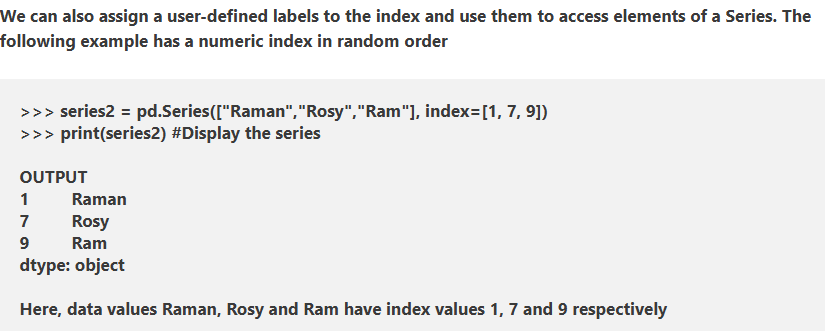 We can also assign a user-defined labels to the index and use them to access elements of a Series. The
following example has a numeric index in random order
>>> series2 = pd.Series(["Raman","Rosy","Ram"], index=[1, 7, 9])
>>> print(series2) #Display the series
OUTPUT
1 Raman
7 Rosy
9 Ram
dtype: object
Here, data values Raman, Rosy and Ram have index values 1, 7 and 9 respectively